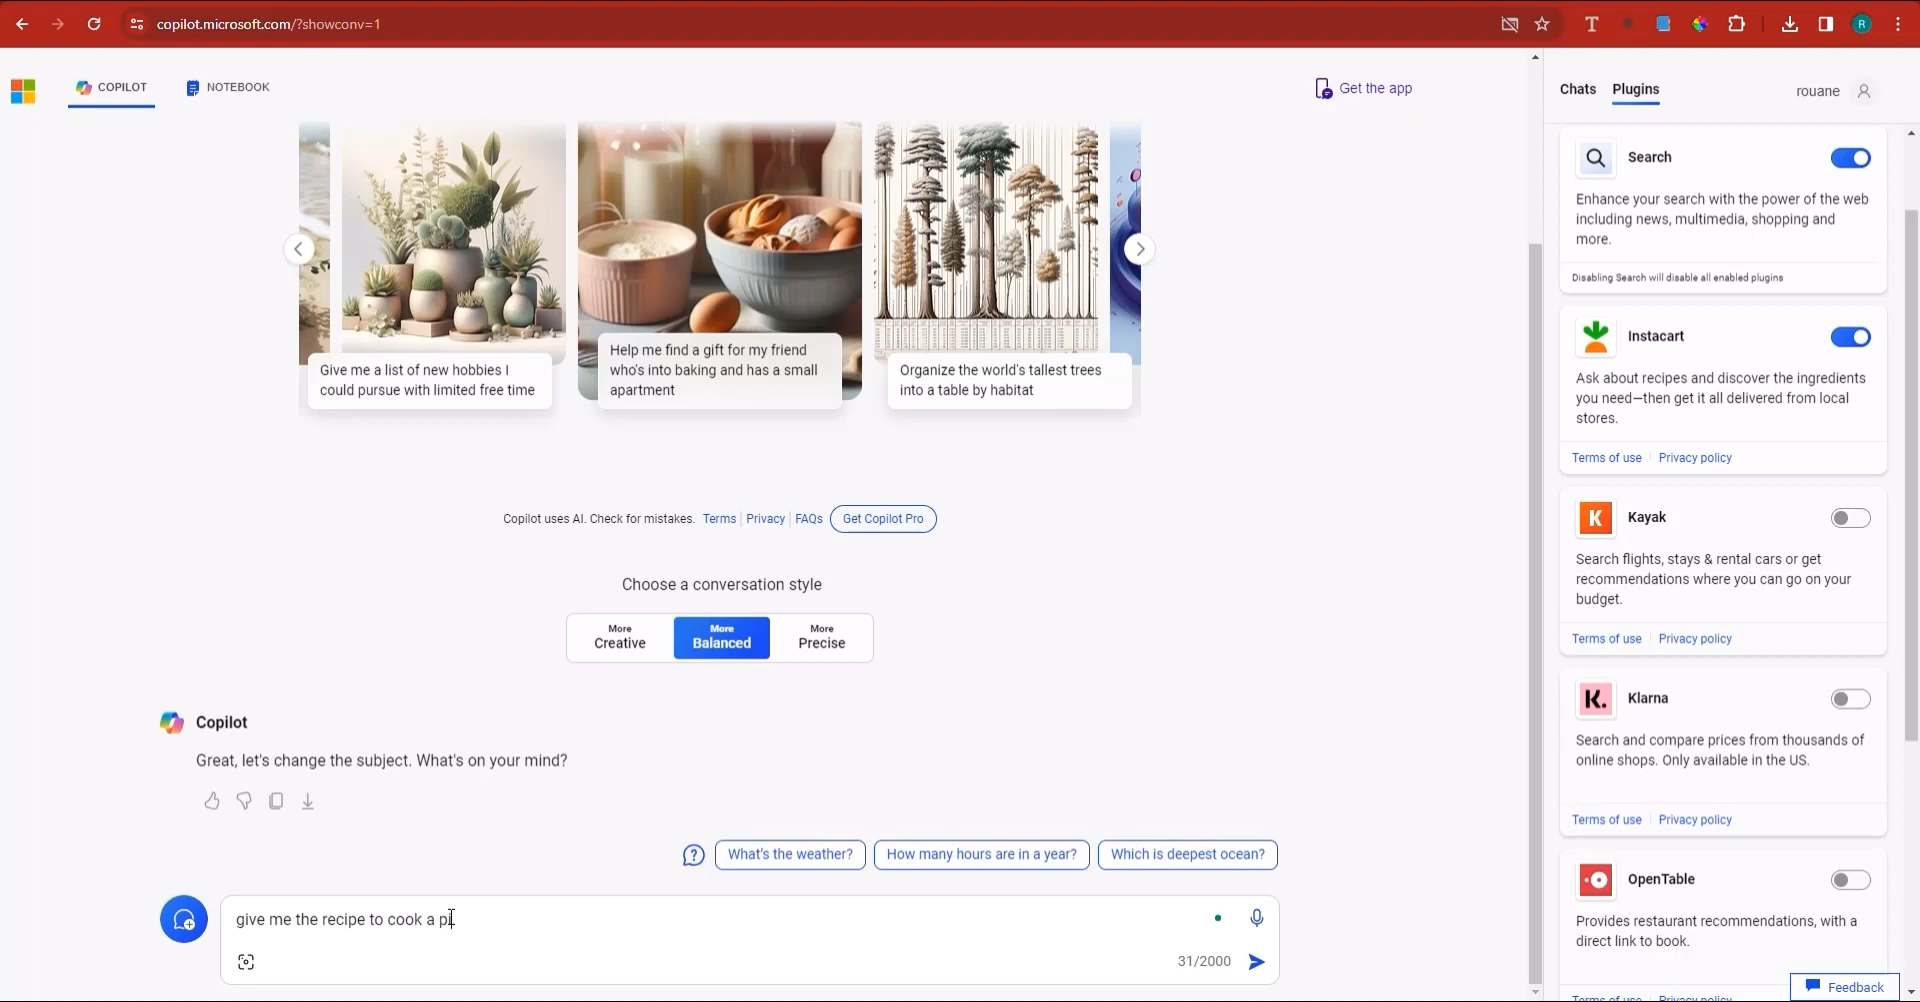 copilot.microsoft.com/?showconv=1
T
R
COPILOT
NOTEBOOK
Get the app
Give me a list of new hobbies I
could pursue with limited free time
Help me find a gift for my friend
who's into baking and has a small
apartment
Organize the world's tallest trees
into a table by habitat
Copilot uses AI. Check for mistakes. Terms Privacy FAQs Get Copilot Pro
Choose a conversation style
More
Creative
More
Balanced
More
Precise
Copilot
Great, let's change the subject. What's on your mind?
What's the weather?
How many hours are in a year?
Which is deepest ocean?
give me the recipe to cook a pi
31/2000
Chats
Plugins
rouane
Search
Enhance your search with the power of the web
including news, multimedia, shopping and
more.
Disabling Search will disable all enabled plugins
Instacart
Ask about recipes and discover the ingredients
you need—then get it all delivered from local
stores.
Terms of use Privacy policy
K
Kayak
Search flights, stays & rental cars or get
recommendations where you can go on your
budget.
Terms of use Privacy policy
K.
Klarna
Search and compare prices from thousands of
online shops. Only available in the US.
Terms of use Privacy policy
OpenTable
Provides restaurant recommendations, with a
direct link to book.
Terms of use Privacy policy
Feedback